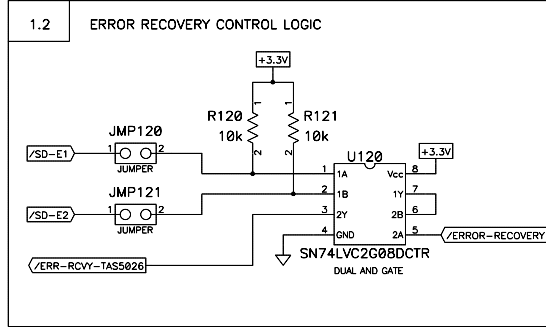 1.2 ERROR RECOVERY CONTROL LOGIC
+3.3V
R120 R121
10k 10k
1 1
2 2
JMP120
/SD-E1 1 2
JUMPER
JMP121
/SD-E2 1 2
JUMPER
U120
+3.3V
1 1A Vcc 8
2 1B 1Y 7
3 2Y 2B 6
4 GND 2A 5
/ERROR-RECOVERY
/ERR-RCVY-TAS5026
SN74LVC2G08DCTR
DUAL AND GATE